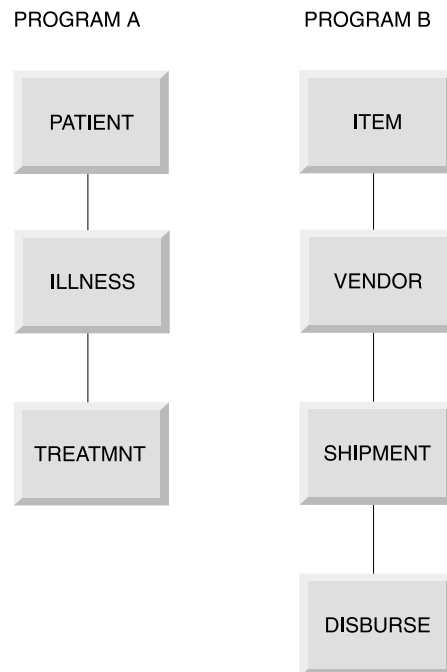 PROGRAM A
PROGRAM B
PATIENT
ITEM
ILLNESS
VENDOR
TREATMNT
SHIPMENT
DISBURSE